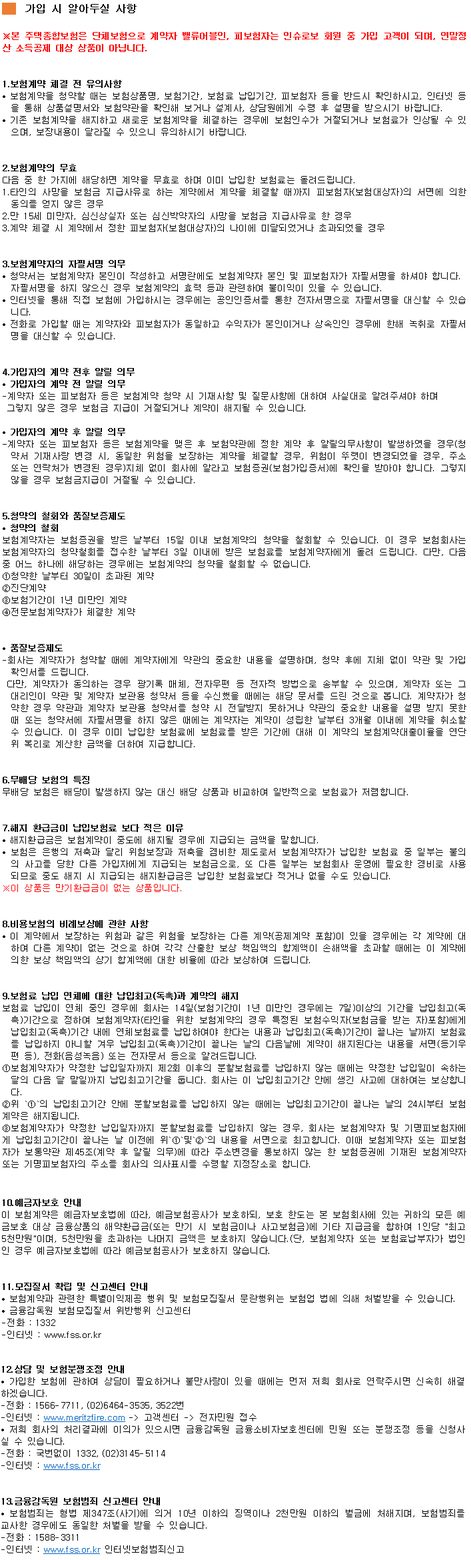 가입 시 알아두실 사항
※본 주택종합보험은 단체보험으로 계약자 밸류어블인, 피보험자는 인슈로보 회원 중 가입 고객이 되며, 연말정
산 소득공제 대상 상품이 아닙니다.
1.보험계약 체결 전 유의사항
• 보험계약을 청약할 때는 보험상품명, 보험기간, 보험료 납입기간, 피보험자 등을 반드시 확인하시고, 인터넷 등
을 통해 상품설명서와 보험약관을 확인해 보거나 설계사, 상담원에게 수행 후 설명을 받으시기 바랍니다.
• 기존 보험계약을 해지하고 새로운 보험계약을 체결하는 경우에 보험인수가 거절되거나 보험료가 인상될 수 있
으며, 보장내용이 달라질 수 있으니 유의하시기 바랍니다.
2.보험계약의 무효
다음 중 한 가지에 해당하면 계약을 무효로 하며 이미 납입한 보험료는 돌려드립니다.
1.타인의 사망을 보험금 지급사유로 하는 계약에서 계약을 체결할 때까지 피보험자(보험대상자)의 서면에 의한
동의를 얻지 않은 경우
2.만 15세 미만자, 심신상실자 또는 심신박약자의 사망을 보험금 지급사유로 한 경우
3.계약 체결 시 계약에서 정한 피보험자(보험대상자)의 나이에 미달되었거나 초과되었을 경우
3.보험계약자의 자필서명 의무
• 청약서는 보험계약자 본인이 작성하고 서명란에도 보험계약자 본인 및 피보험자가 자필서명을 하셔야 합니다.
자필서명을 하지 않으신 경우 보험계약의 효력 등과 관련하여 불이익이 있을 수 있습니다.
• 인터넷을 통해 직접 보험에 가입하시는 경우에는 공인인증서를 통한 전자서명으로 자필서명을 대신할 수 있습
니다.
• 전화로 가입할 때는 계약자와 피보험자가 동일하고 수익자가 본인이거나 상속인인 경우에 한해 녹취로 자필서
명을 대신할 수 있습니다.
4.가입자의 계약 전후 알릴 의무
• 가입자의 계약 전 알릴 의무
-계약자 또는 피보험자 등은 보험계약 청약 시 기재사항 및 질문사항에 대하여 사실대로 알려주셔야 하며
그렇지 않은 경우 보험금 지급이 거절되거나 계약이 해지될 수 있습니다.
• 가입자의 계약 후 알릴 의무
-계약자 또는 피보험자 등은 보험계약을 맺은 후 보험약관에 정한 계약 후 알릴의무사항이 발생하였을 경우(청
약서 기재사항 변경 시, 동일한 위험을 보장하는 계약을 체결할 경우, 위험이 뚜렷이 변경되었을 경우, 주소
또는 연락처가 변경된 경우)지체 없이 회사에 알리고 보험증권(보험가입증서)에 확인을 받아야 합니다. 그렇지
않을 경우 보험금지급이 거절될 수 있습니다.
5.청약의 철회와 품질보증제도
• 청약의 철회
보험계약자는 보험증권을 받은 날부터 15일 이내 보험계약의 청약을 철회할 수 있습니다. 이 경우 보험회사는
보험계약자의 청약철회를 접수한 날부터 3일 이내에 받은 보험료를 보험계약자에게 돌려 드립니다. 다만, 다음
중 어느 하나에 해당하는 경우에는 보험계약의 청약을 철회할 수 없습니다.
①청약한 날부터 30일이 초과된 계약
②진단계약
③보험기간이 1년 미만인 계약
④전문보험계약자가 체결한 계약
• 품질보증제도
-회사는 계약자가 청약할 때에 계약자에게 약관의 중요한 내용을 설명하며, 청약 후에 지체 없이 약관 및 가입
확인서를 드립니다.
다만, 계약자가 동의하는 경우 광기록 매체, 전자우편 등 전자적 방법으로 송부할 수 있으며, 계약자 또는 그
대리인이 약관 및 계약자 보관용 청약서 등을 수신했을 때에는 해당 문서를 드린 것으로 봅니다. 계약자가 청
약한 경우 약관과 계약자 보관용 청약서를 청약 시 전달받지 못하거나 약관의 중요한 내용을 설명 받지 못한
때 또는 청약서에 자필서명을 하지 않은 때에는 계약자는 계약이 성립한 날부터 3개월 이내에 계약을 취소할
수 있습니다. 이 경우 이미 납입한 보험료에 보험료를 받은 기간에 대해 이 계약의 보험계약대출이율을 연단
위 복리로 계산한 금액을 더하여 지급합니다.
6.무배당 보험의 특징
무배당 보험은 배당이 발생하지 않는 대신 배당 상품과 비교하여 일반적으로 보험료가 저렴합니다.
7.해지 환급금이 납입보험료 보다 적은 이유
• 해지환급금은 보험계약이 중도에 해지될 경우에 지급되는 금액을 말합니다.
• 보험은 은행의 저축과 달리 위험보장과 저축을 겸비한 제도로서 보험계약자가 납입한 보험료 중 일부는 불의
의 사고를 당한 다른 가입자에게 지급되는 보험금으로, 또 다른 일부는 보험회사 운영에 필요한 경비로 사용
되므로 중도 해지 시 지급되는 해지환급금은 납입한 보험료보다 적거나 없을 수도 있습니다.
※이 상품은 만기환급금이 없는 상품입니다.
8.비용보험의 비례보상에 관한 사항
• 이 계약에서 보장하는 위험과 같은 위험을 보장하는 다른 계약(공제계약 포함)이 있을 경우에는 각 계약에 대
하여 다른 계약이 없는 것으로 하여 각각 산출한 보상 책임액의 합계액이 손해액을 초과할 때에는 이 계약에
의한 보상 책임액의 상기 합계액에 대한 비율에 따라 보상하여 드립니다.
9.보험료 납입 연체에 대한 납입최고(독촉)과 계약의 해지
보험료 납입이 연체 중인 경우에 회사는 14일(보험기간이 1년 미만인 경우에는 7일)이상의 기간을 납입최고(독
촉)기간으로 정하여 보험계약자(타인을 위한 보험계약의 경우 특정된 보험수익자(보험금을 받는 자)포함)에게
납입최고(독촉)기간 내에 연체보험료를 납입하여야 한다는 내용과 납입최고(독촉)기간이 끝나는 날까지 보험료
를 납입하지 아니할 겨우 납입최고(독촉)기간이 끝나는 날의 다음날에 계약이 해지된다는 내용을 서면(등기우
편 등), 전화(음성녹음) 또는 전자문서 등으로 알려드립니다.
①보험계약자가 약정한 납입일자까지 제2회 이후의 분할보험료를 납입하지 않는 때에는 약정한 납입일이 속하는
달의 다음 달 말일까지 납입최고기간을 둡니다. 회사는 이 납입최고기간 안에 생긴 사고에 대하여는 보상합니
다.
②위 '①'의 납입최고기간 안에 분할보험료를 납입하지 않는 때에는 납입최고기간이 끝나는 날의 24시부터 보험
계약은 해지됩니다.
③보험계약자가 약정한 납입일자까지 분할보험료를 납입하지 않는 경우, 회사는 보험계약자 및 기명피보험자에
게 납입최고기간이 끝나는 날 이전에 위'①'및'②'의 내용을 서면으로 최고합니다. 이때 보험계약자 또는 피보험
자가 보통약관 제45조(계약 후 알릴 의무)에 따라 주소변경을 통보하지 않는 한 보험증권에 기재된 보험계약자
또는 기명피보험자의 주소를 회사의 의사표시를 수령할 지정장소로 합니다.
10.예금자보호 안내
이 보험계약은 예금자보호법에 따라, 예금보험공사가 보호하되, 보호 한도는 본 보험회사에 있는 귀하의 모든 예
금보호 대상 금융상품의 해약환급금(또는 만기 시 보험금이나 사고보험금)에 기타 지급금을 합하여 1인당 "최고
5천만원"이며, 5천만원을 초과하는 나머지 금액은 보호하지 않습니다.(단, 보험계약자 또는 보험료납부자가 법인
인 경우 예금자보호법에 따라 예금보험공사가 보호하지 않습니다.
11.모집질서 확립 및 신고센터 안내
• 보험계약과 관련한 특별이익제공 행위 및 보험모집질서 문란행위는 보험업 법에 의해 처벌받을 수 있습니다.
• 금융감독원 보험모집질서 위반행위 신고센터
-전화 : 1332
-인터넷 : www.fss.or.kr
12.상담 및 보험분쟁조정 안내
• 가입한 보험에 관하여 상담이 필요하거나 불만사항이 있을 때에는 먼저 저희 회사로 연락주시면 신속히 해결
하겠습니다.
-전화 : 1566-7711, (02)6464-3535, 3522번
-인터넷 : www.meritzfire.com -> 고객센터 -> 전자민원 접수
• 저희 회사의 처리결과에 이의가 있으시면 금융감독원 금융소비자보호센터에 민원 또는 분쟁조정 등을 신청하
실 수 있습니다.
-전화 : 국번없이 1332, (02)3145-5114
-인터넷 : www.fss.or.kr
13.금융감독원 보험범죄 신고센터 안내
• 보험범죄는 형법 제347조(사기)에 의거 10년 이하의 징역이나 2천만원 이하의 벌금에 처해지며, 보험범죄를
교사한 경우에도 동일한 처벌을 받을 수 있습니다.
-전화 : 1588-3311
-인터넷 : www.fss.or.kr 인터넷보험범죄신고